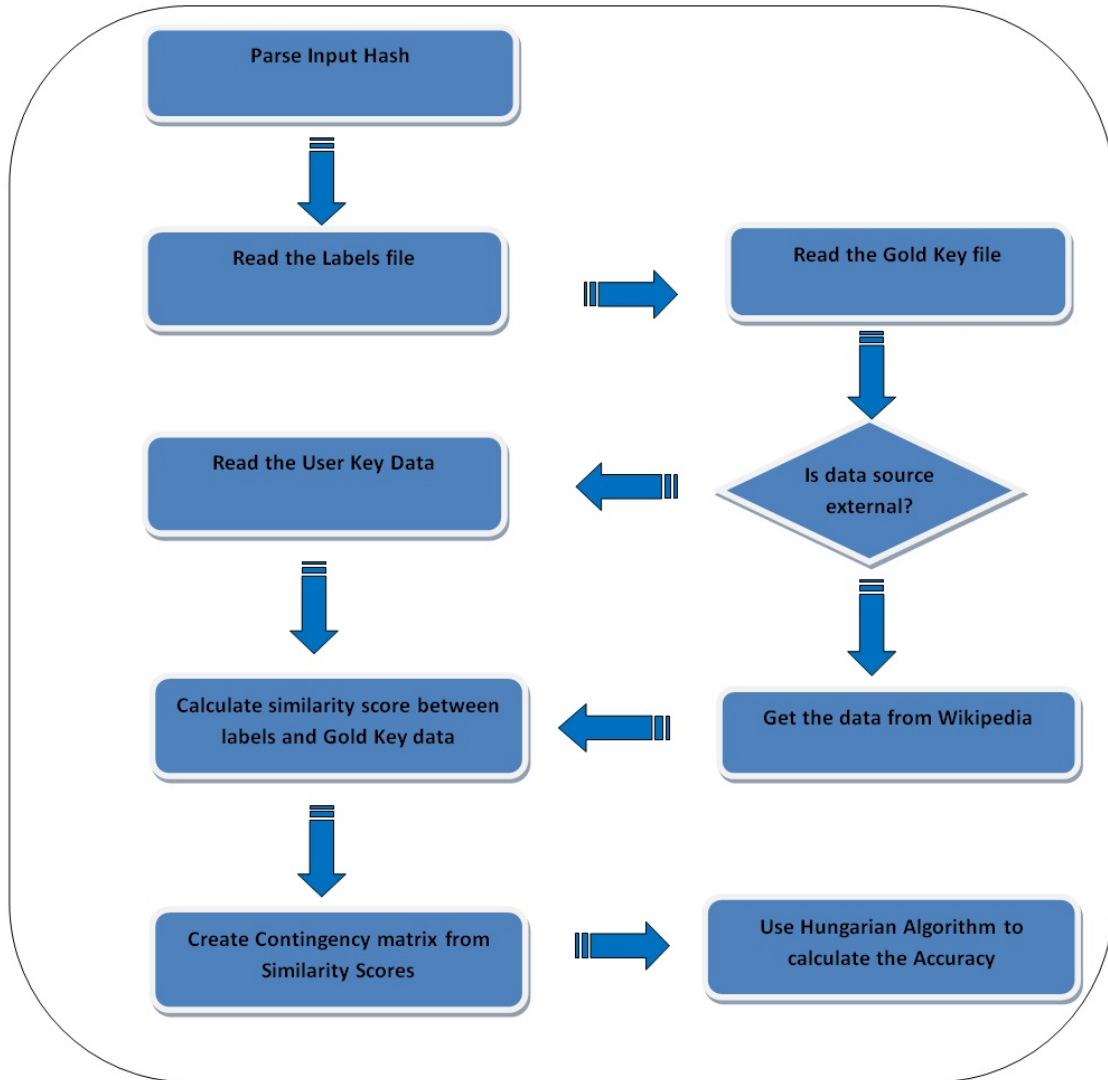 Parse Input Hash
Read the Labels file
Read the Gold Key file
Read the User Key Data
Is data source
external?
Calculate similarity score between
labels and Gold Key data
Get the data from Wikipedia
Create Contingency matrix from
Similarity Scores
Use Hungarian Algorithm to
calculate the Accuracy